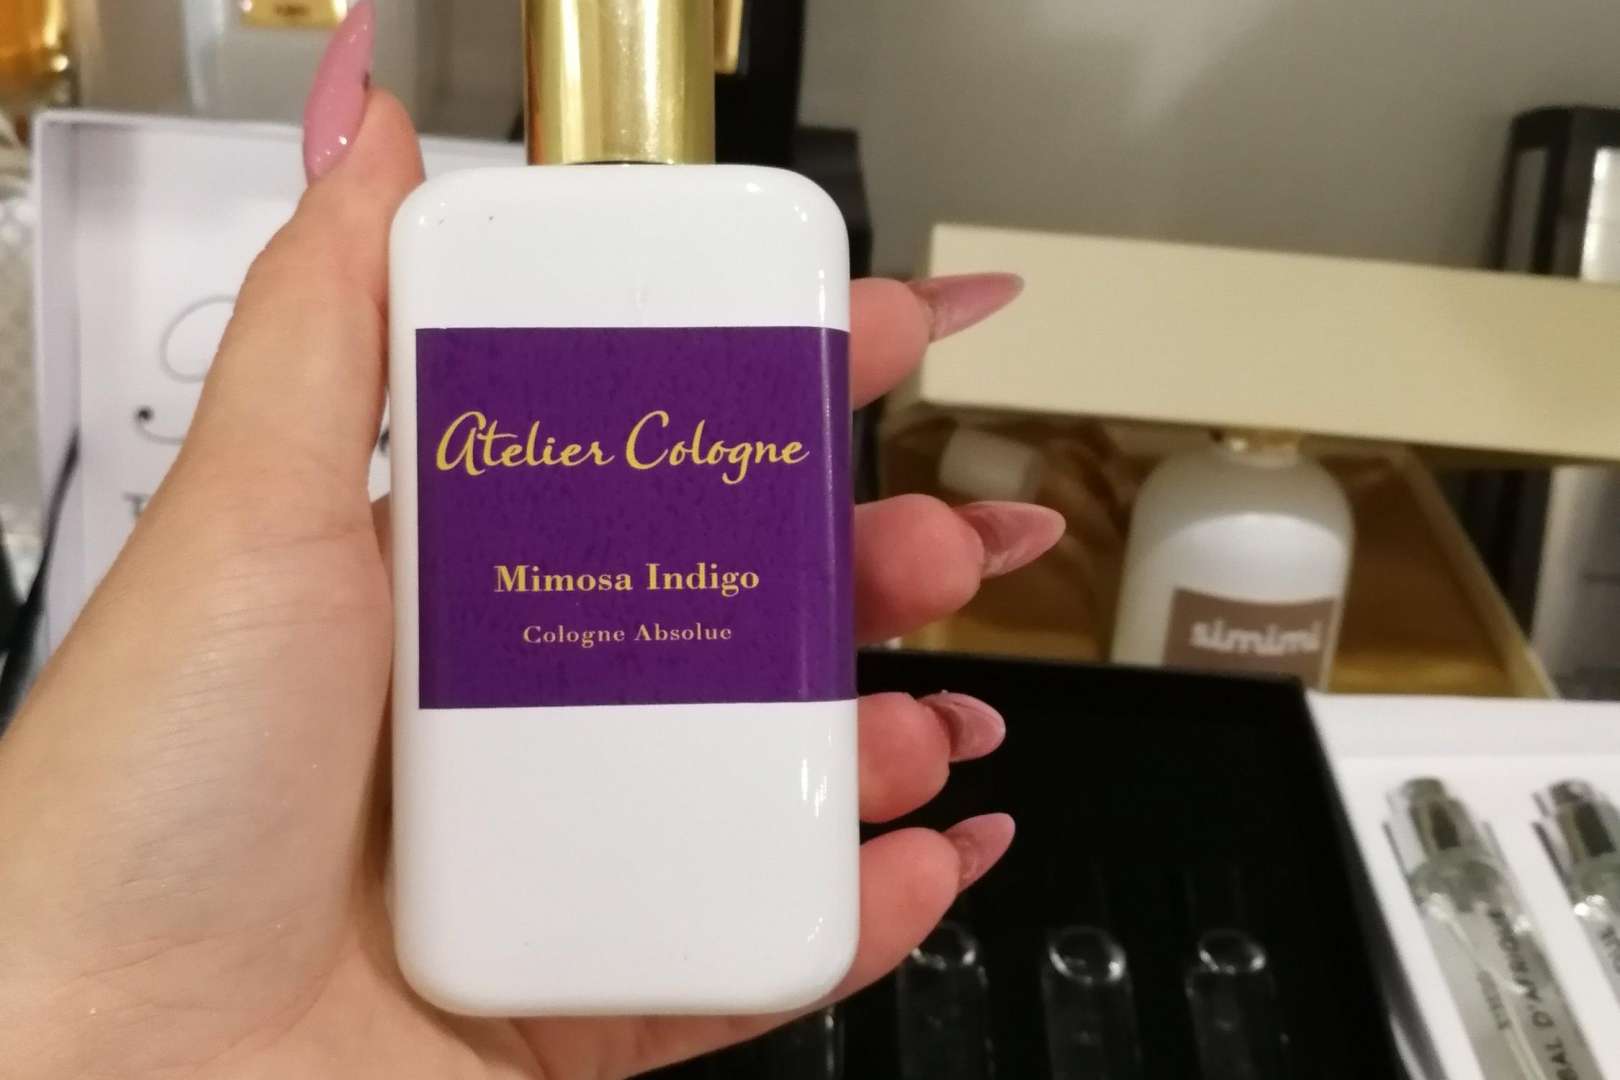 Atelier Cologne
Mimosa Indigo
Cologne Absolue
simimi
BAL D'AFRIQUE